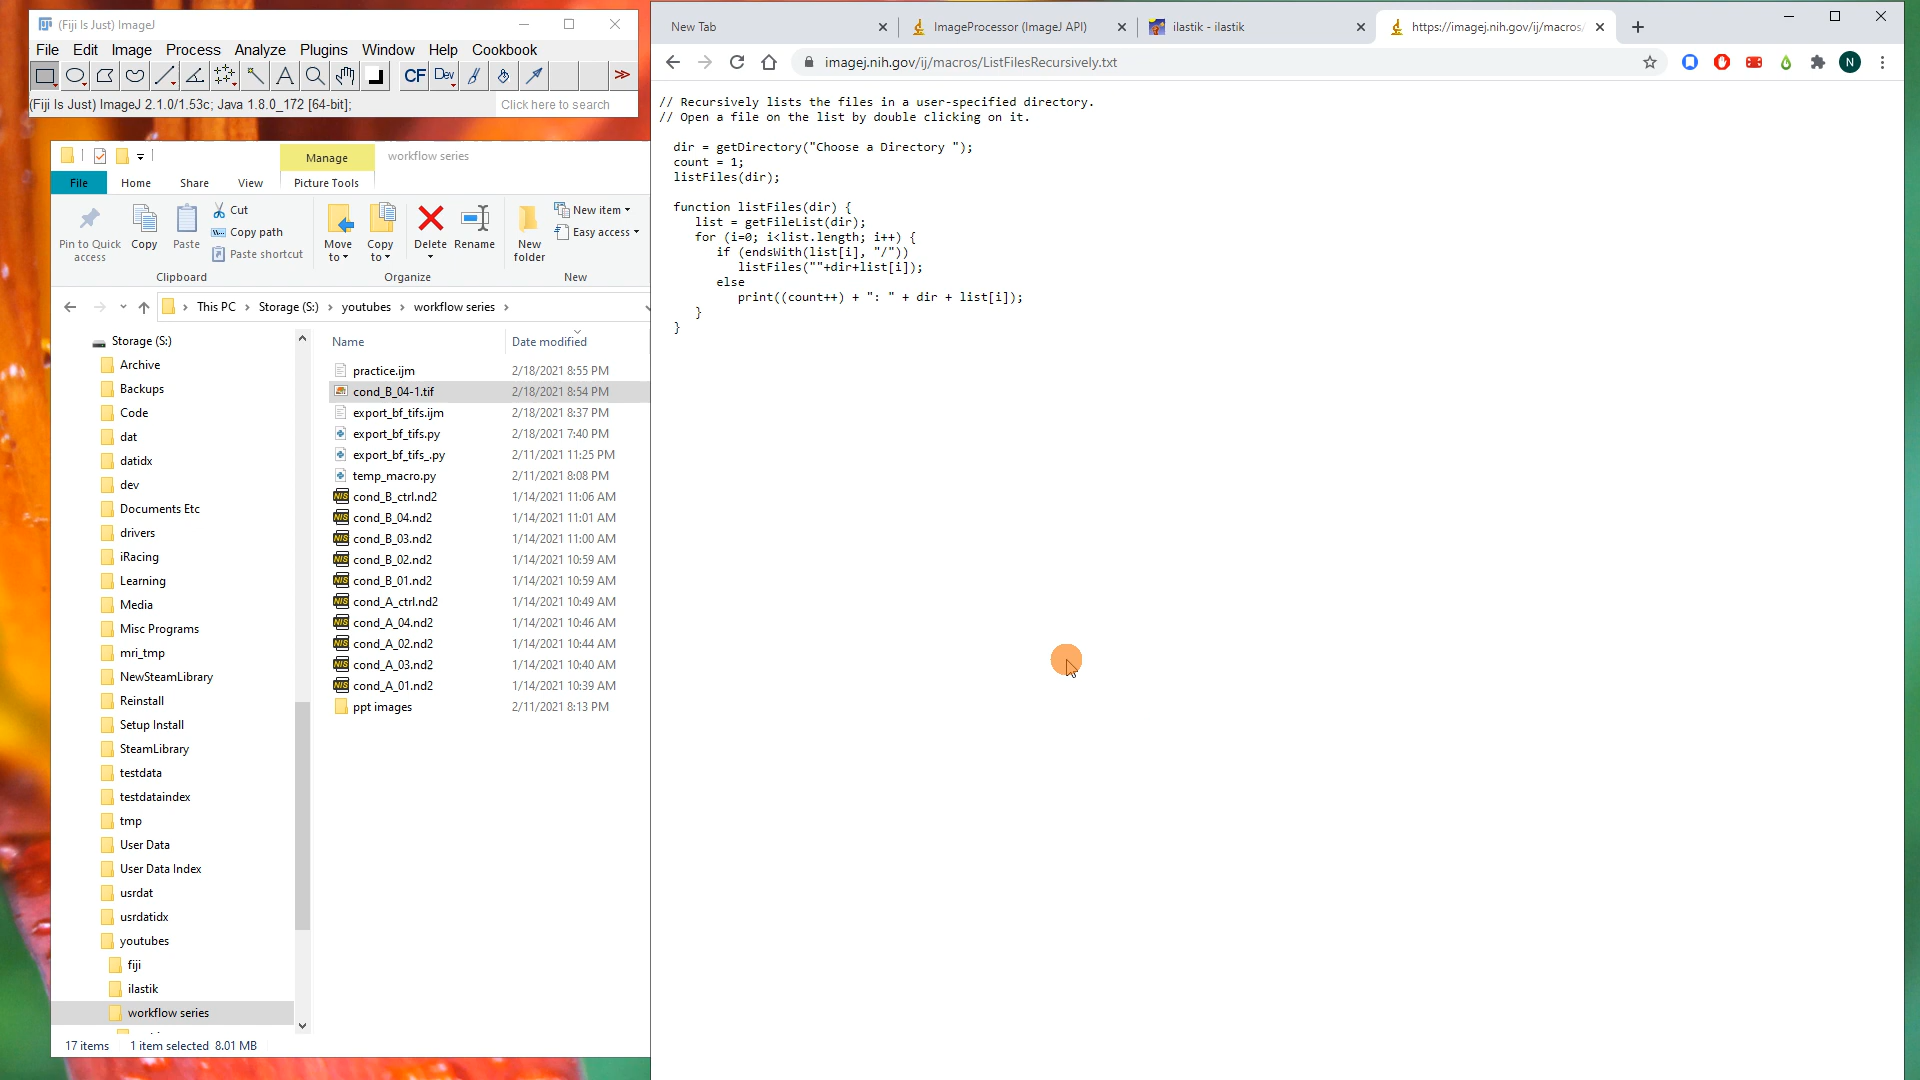 (Fiji Is Just) ImageJ
File Edit Image Process Analyze Plugins Window Help Cookbook
CF Dev
(Fiji Is Just) ImageJ 2.1.0/1.53c; Java 1.8.0_172 [64-bit];
Click here to search
Manage
workflow series
File Home Share View Picture Tools
Pin to Quick access
Copy
Paste
Cut
Copy path
Paste shortcut
Clipboard
Move to
Copy to
Delete
Rename
Organize
New folder
New item
Easy access
New
This PC > Storage (S:) > youtubes > workflow series >
Storage (S:)
Archive
Backups
Code
dat
datidx
dev
Documents Etc
drivers
iRacing
Learning
Media
Misc Programs
mri_tmp
NewSteamLibrary
Reinstall
Setup Install
SteamLibrary
testdata
testdataindex
tmp
User Data
User Data Index
usrdat
usrdatidx
youtubes
fiji
ilastik
workflow series
Name Date modified
practice.ijm 2/18/2021 8:55 PM
cond_B_04-1.tif 2/18/2021 8:54 PM
export_bf_tifs.ijm 2/18/2021 8:37 PM
export_bf_tifs.py 2/18/2021 7:40 PM
export_bf_tifs_.py 2/11/2021 11:25 PM
temp_macro.py 2/11/2021 8:08 PM
cond_B_ctrl.nd2 1/14/2021 11:06 AM
cond_B_04.nd2 1/14/2021 11:01 AM
cond_B_03.nd2 1/14/2021 11:00 AM
cond_B_02.nd2 1/14/2021 10:59 AM
cond_B_01.nd2 1/14/2021 10:59 AM
cond_A_ctrl.nd2 1/14/2021 10:49 AM
cond_A_04.nd2 1/14/2021 10:46 AM
cond_A_02.nd2 1/14/2021 10:44 AM
cond_A_03.nd2 1/14/2021 10:40 AM
cond_A_01.nd2 1/14/2021 10:39 AM
ppt images 2/11/2021 8:13 PM
17 items 1 item selected 8.01 MB
New Tab
ImageProcessor (ImageJ API)
ilastik - ilastik
https://imagej.nih.gov/ij/macros/
imagej.nih.gov/ij/macros/ListFilesRecursively.txt
N
// Recursively lists the files in a user-specified directory.
// Open a file on the list by double clicking on it.
dir = getDirectory("Choose a Directory ");
count = 1;
listFiles(dir);
function listFiles(dir) {
list = getFileList(dir);
for (i=0; i<list.length; i++) {
if (endsWith(list[i], "/"))
listFiles(""+dir+list[i]);
else
print((count++) + ": " + dir + list[i]);
}
}